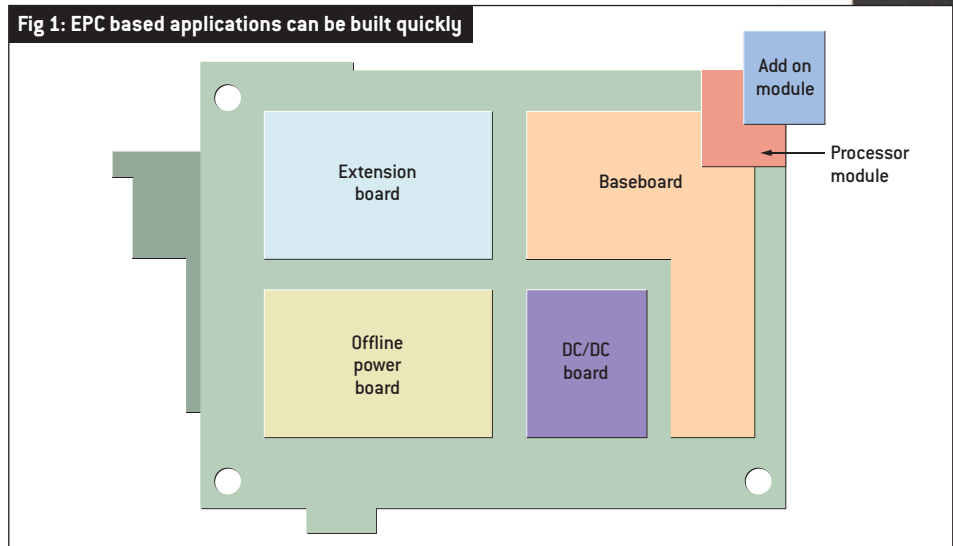 Fig 1: EPC based applications can be built quickly
Add on
module
Processor
module
Extension
board
Baseboard
Offline
power
board
DC/DC
board